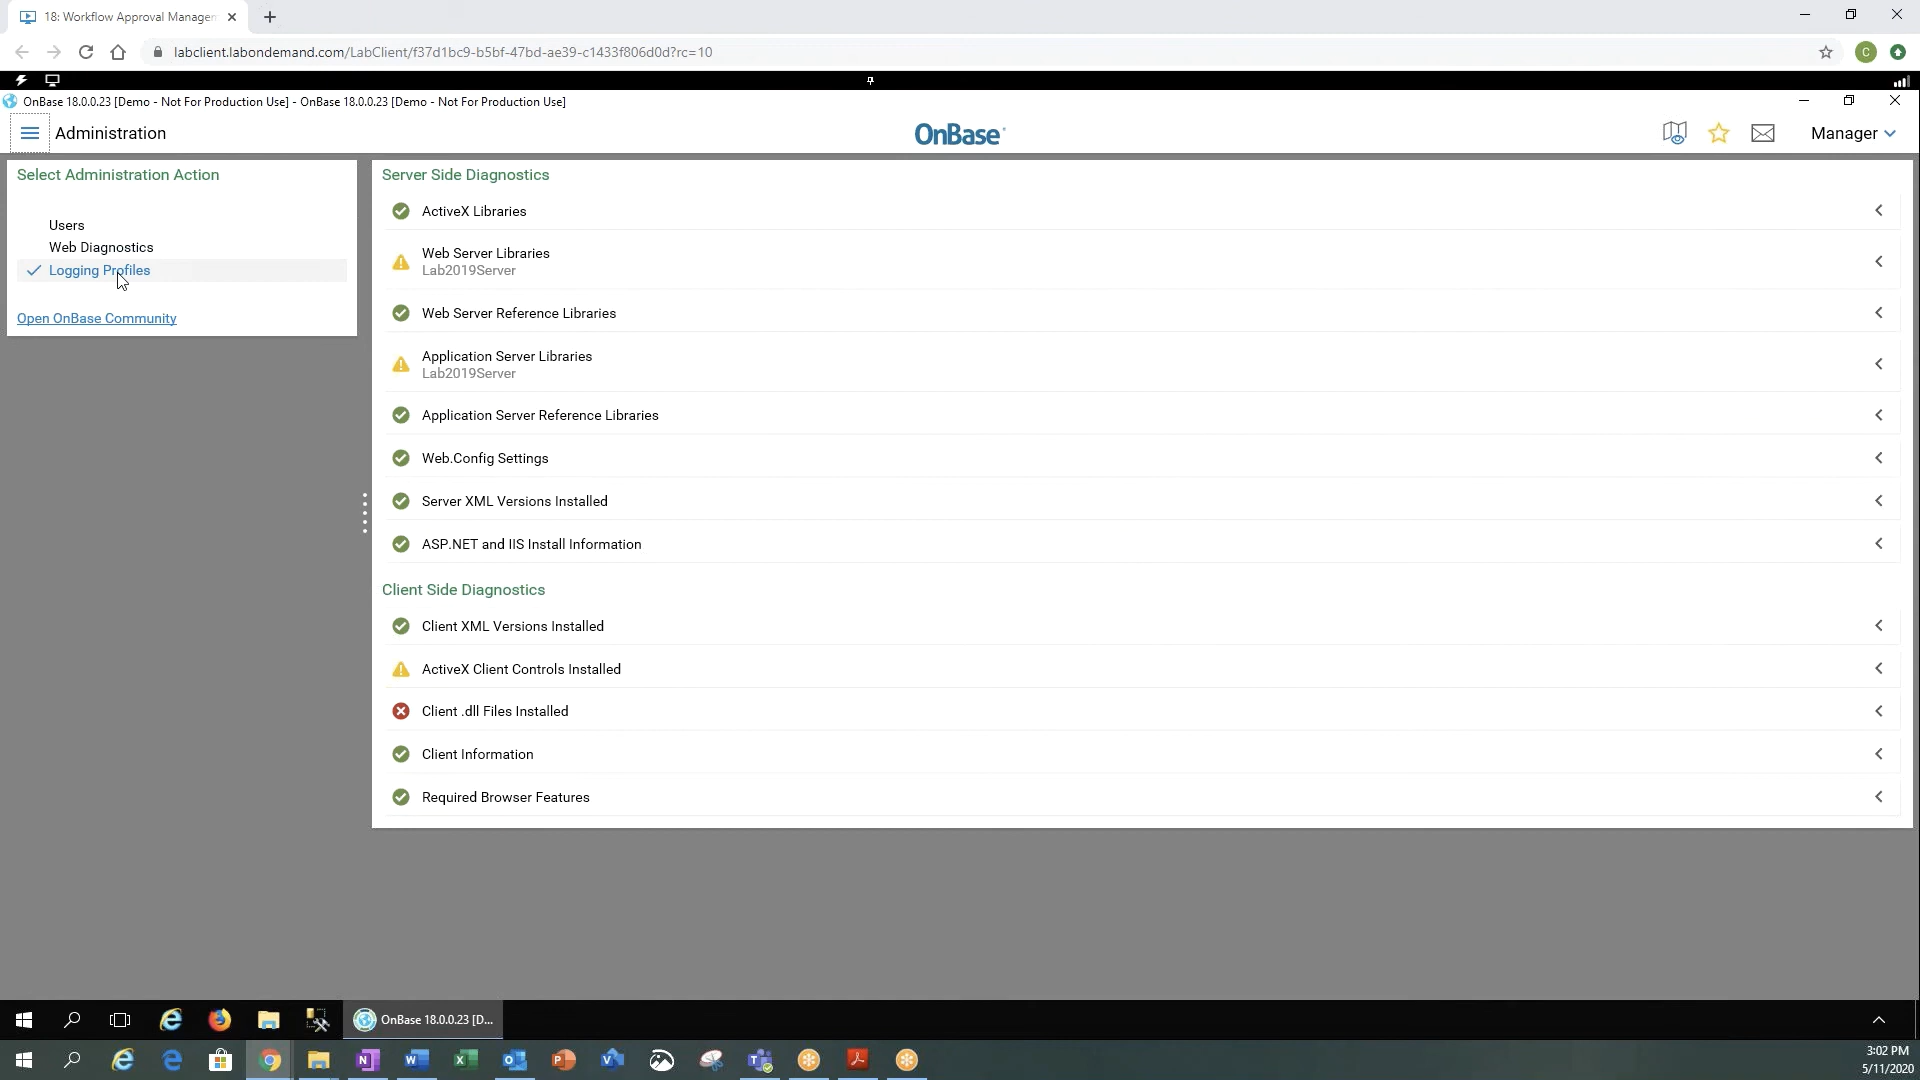 18: Workflow Approval Managem
labclient.labondemand.com/LabClient/f37d1bc9-b5bf-47bd-ae39-c1433f806d0d?rc=10
C
OnBase 18.0.0.23 [Demo - Not For Production Use] - OnBase 18.0.0.23 [Demo - Not For Production Use]
Administration
OnBase
Manager
Select Administration Action
Users
Web Diagnostics
Logging Profiles
Open OnBase Community
Server Side Diagnostics
ActiveX Libraries
Web Server Libraries
Lab2019Server
Web Server Reference Libraries
Application Server Libraries
Lab2019Server
Application Server Reference Libraries
Web.Config Settings
Server XML Versions Installed
ASP.NET and IIS Install Information
Client Side Diagnostics
Client XML Versions Installed
ActiveX Client Controls Installed
Client .dll Files Installed
Client Information
Required Browser Features
OnBase 18.0.0.23 [D...
3:02 PM
5/11/2020